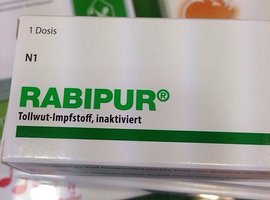 1 Dosis
N1
RABIPUR®
Tollwut-Impfstoff, inaktiviert